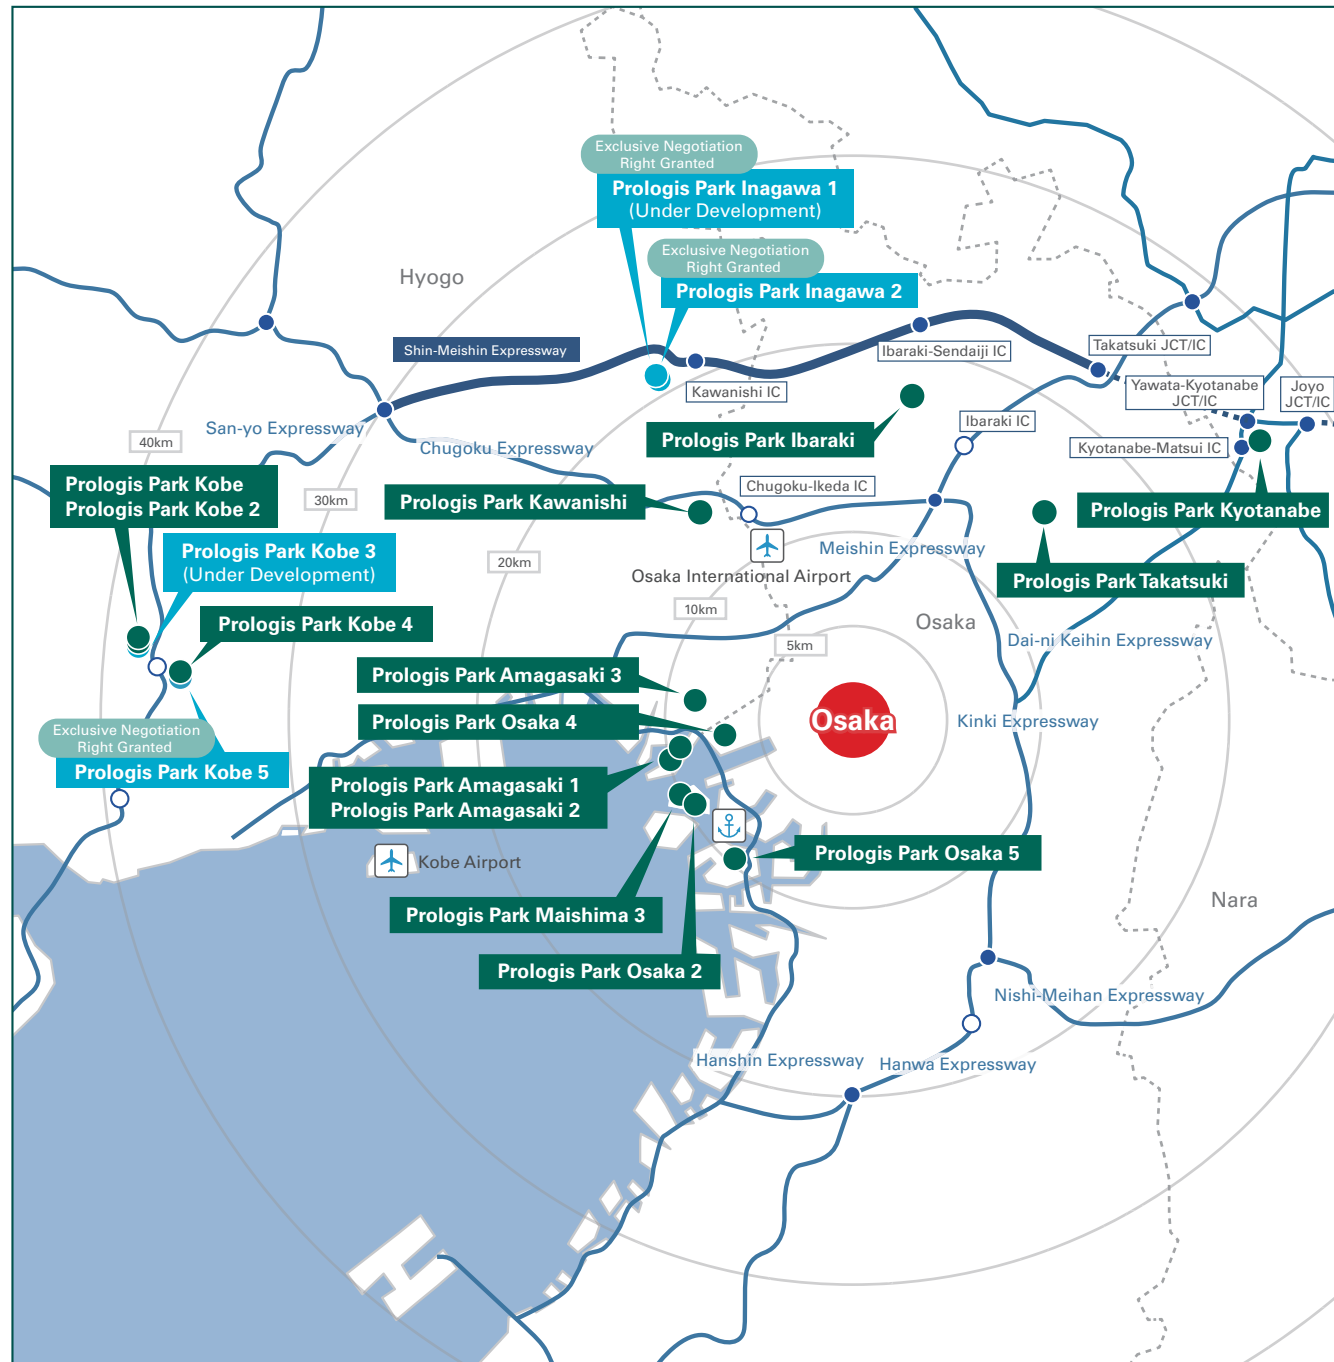 Exclusive Negotiation
Right Granted
Prologis Park Inagawa 1
(Under Development)
Exclusive Negotiation
Right Granted
Prologis Park Inagawa 2
Hyogo
Shin-Meishin Expressway
Ibaraki-Sendaiji IC
Takatsuki JCT/IC
Kawanishi IC
Yawata-Kyotanabe
JCT/IC
Joyo
JCT/IC
San-yo Expressway
Chugoku Expressway
40km
Prologis Park Ibaraki
Ibaraki IC
Kyotanabe-Matsui IC
Prologis Park Kobe
Prologis Park Kobe 2
30km
Prologis Park Kawanishi
Chugoku-Ikeda IC
Prologis Park Kyotanabe
Prologis Park Kobe 3
(Under Development)
20km
Meishin Expressway
Osaka International Airport
Prologis Park Takatsuki
10km
Prologis Park Kobe 4
Osaka
5km
Dai-ni Keihin Expressway
Prologis Park Amagasaki 3
Prologis Park Osaka 4
Osaka
Kinki Expressway
Exclusive Negotiation
Right Granted
Prologis Park Kobe 5
Prologis Park Amagasaki 1
Prologis Park Amagasaki 2
Kobe Airport
Prologis Park Osaka 5
Nara
Prologis Park Maishima 3
Prologis Park Osaka 2
Nishi-Meihan Expressway
Hanshin Expressway
Hanwa Expressway